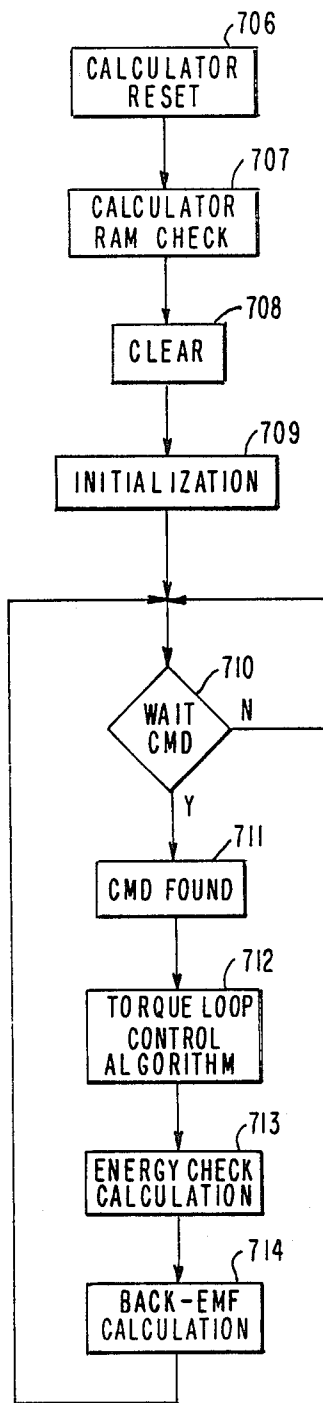 706
CALCULATOR
RESET
707
CALCULATOR
RAM CHECK
708
CLEAR
709
INITIALIZATION
710
WAIT
CMD
N
Y
711
CMD FOUND
712
TORQUE LOOP
CONTROL
ALGORITHM
713
ENERGY CHECK
CALCULATION
714
BACK-EMF
CALCULATION